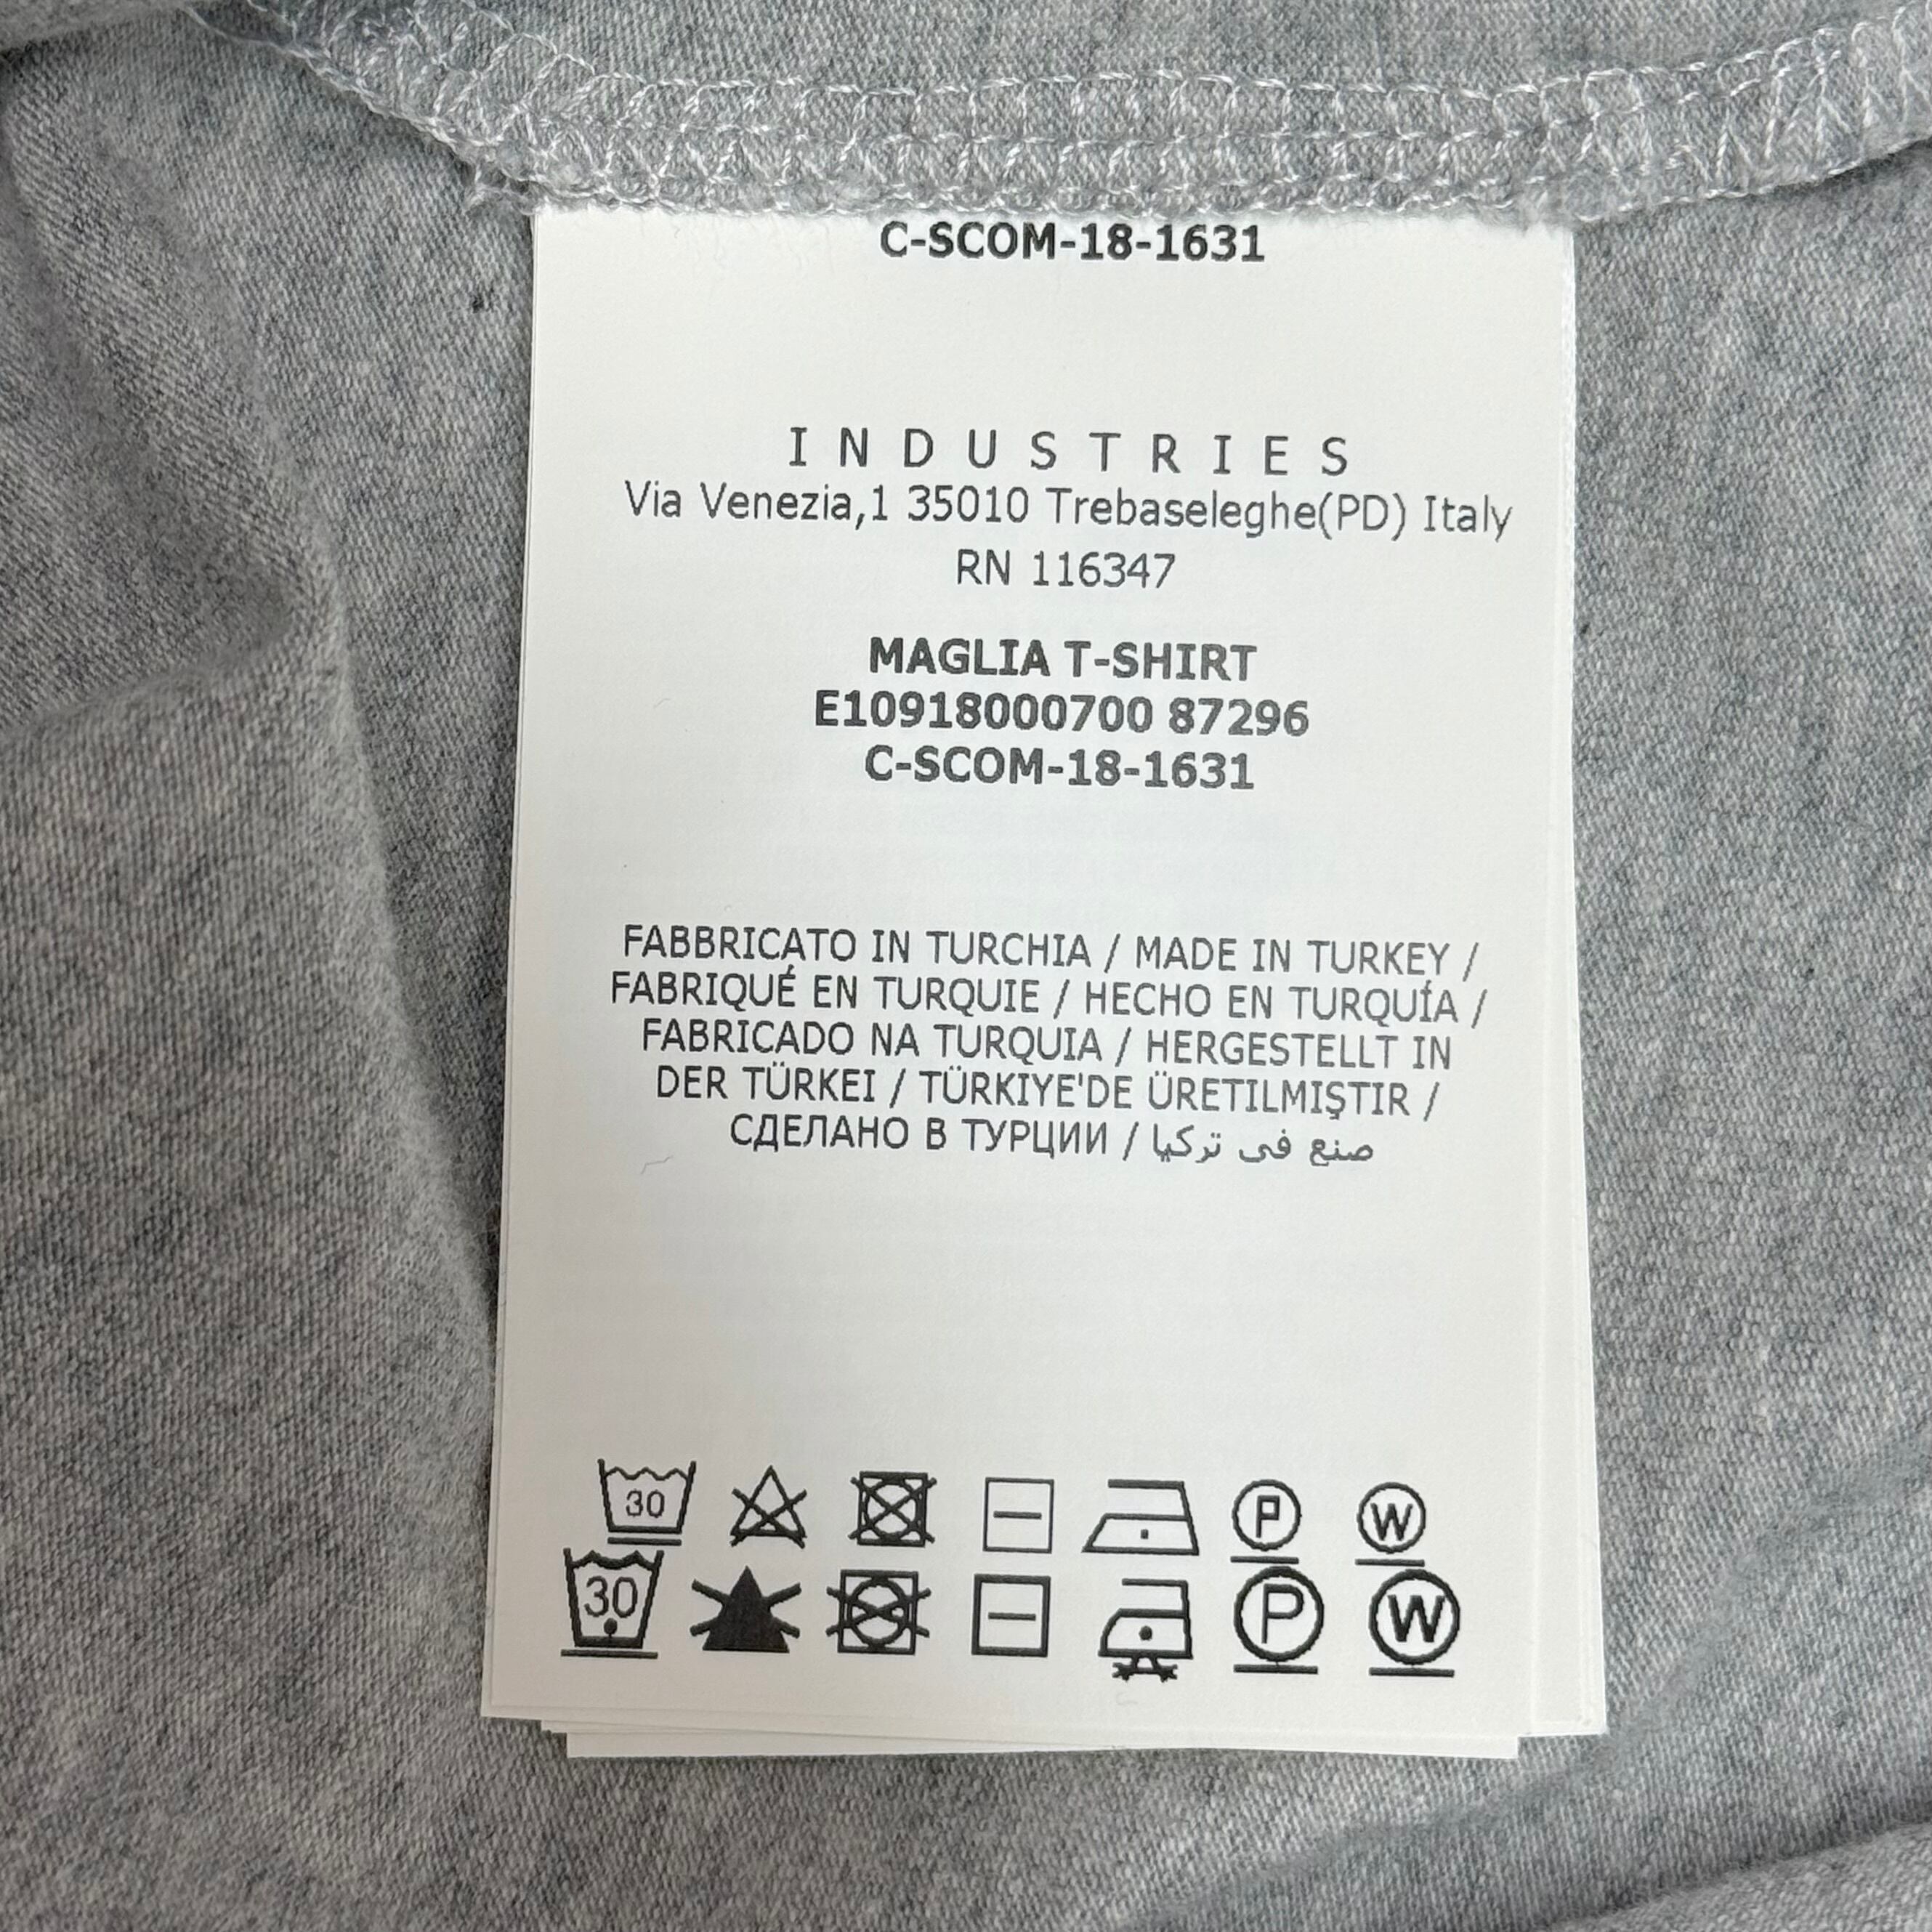 C-SCOM-18-1631
INDUSTRIES
Via Venezia,1 35010 Trebaseleghe(PD) Italy
RN 116347
MAGLIA T-SHIRT
E10918000700 87296
C-SCOM-18-1631
FABBRICATO IN TURCHIA / MADE IN TURKEY /
FABRIQUÉ EN TURQUIE / HECHO EN TURQUÍA /
FABRICADO NA TURQUIA / HERGESTELLT IN
DER TÜRKEI / TÜRKIYE'DE ÜRETILMIŞTIR /
СДЕЛАНО В ТУРЦИИ / صنع فى تركيا
30 P W
30 P W